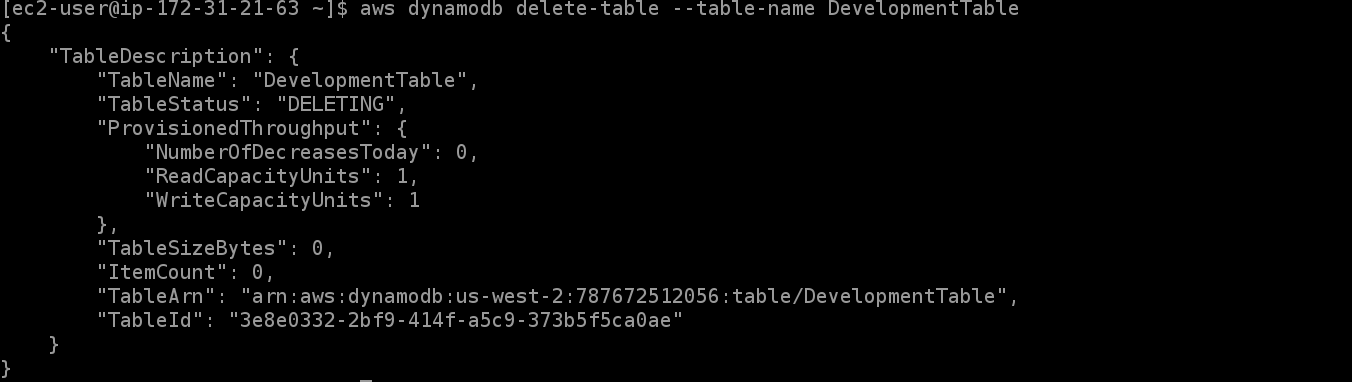 [ec2-user@ip-172-31-21-63 ~]$ aws dynamodb delete-table --table-name DevelopmentTable
{
    "TableDescription": {
        "TableName": "DevelopmentTable",
        "TableStatus": "DELETING",
        "ProvisionedThroughput": {
            "NumberOfDecreasesToday": 0,
            "ReadCapacityUnits": 1,
            "WriteCapacityUnits": 1
        },
        "TableSizeBytes": 0,
        "ItemCount": 0,
        "TableArn": "arn:aws:dynamodb:us-west-2:787672512056:table/DevelopmentTable",
        "TableId": "3e8e0332-2bf9-414f-a5c9-373b5f5ca0ae"
    }
}